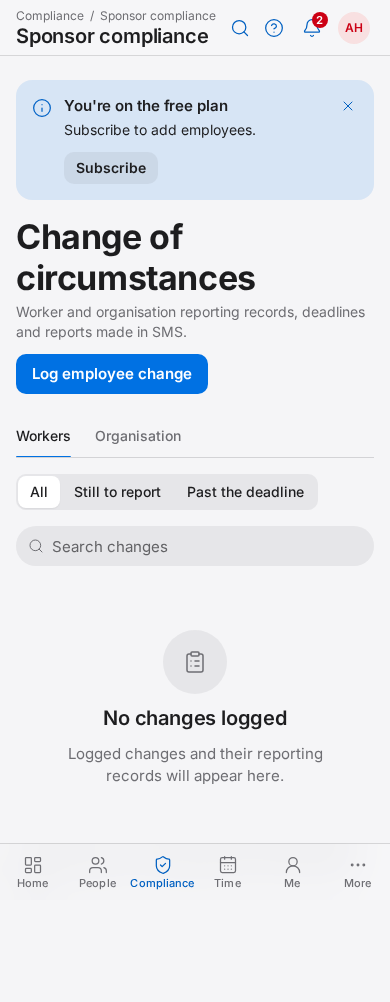 Compliance / Sponsor compliance
Sponsor compliance
2
AH
You're on the free plan
Subscribe to add employees.
Subscribe
Change of
circumstances
Worker and organisation reporting records, deadlines
and reports made in SMS.
Log employee change
Workers Organisation
All Still to report Past the deadline
Search changes
No changes logged
Logged changes and their reporting
records will appear here.
Home People Compliance Time Me More